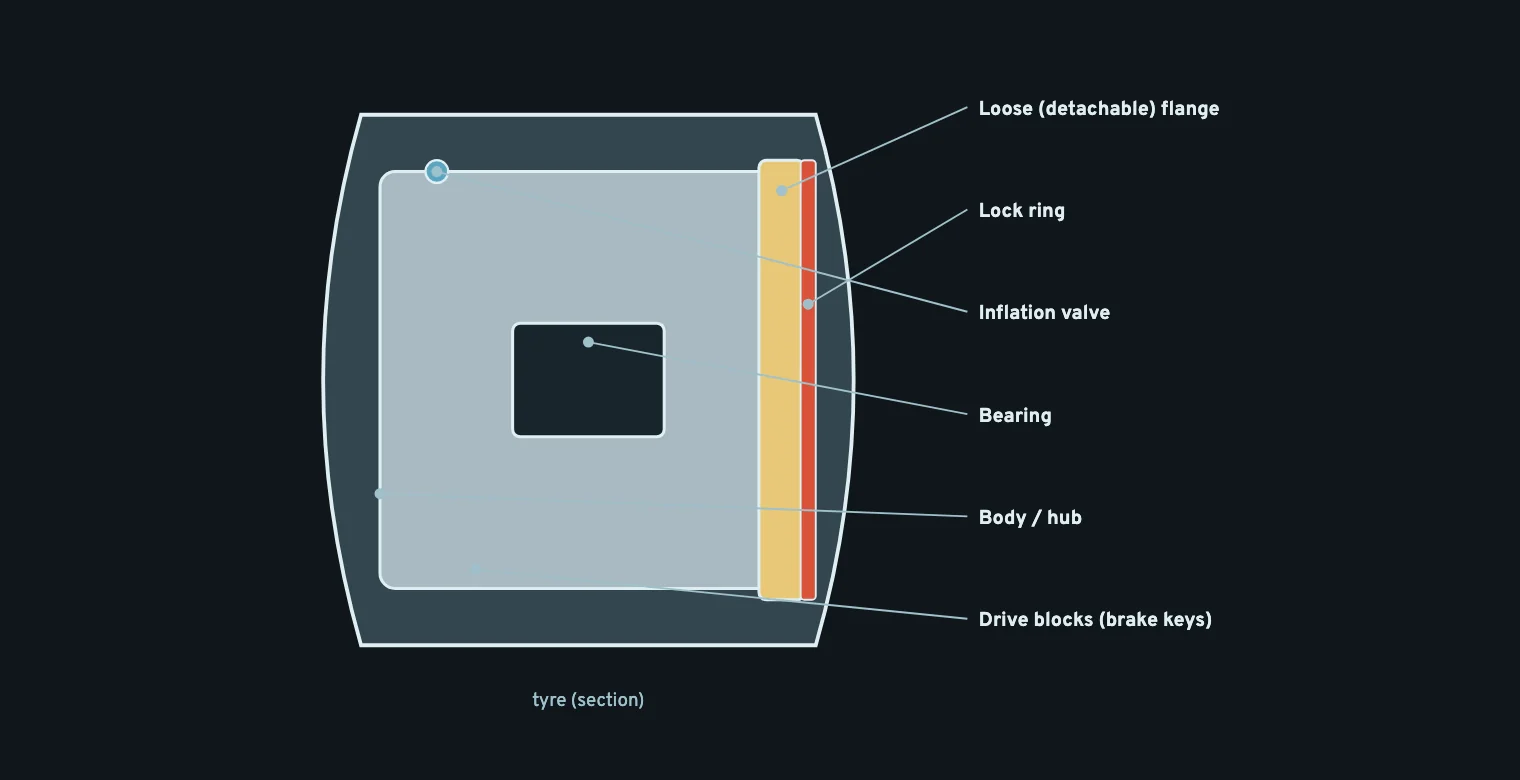 Loose (detachable) flange
Lock ring
Inflation valve
Bearing
Body / hub
Drive blocks (brake keys)
tyre (section)